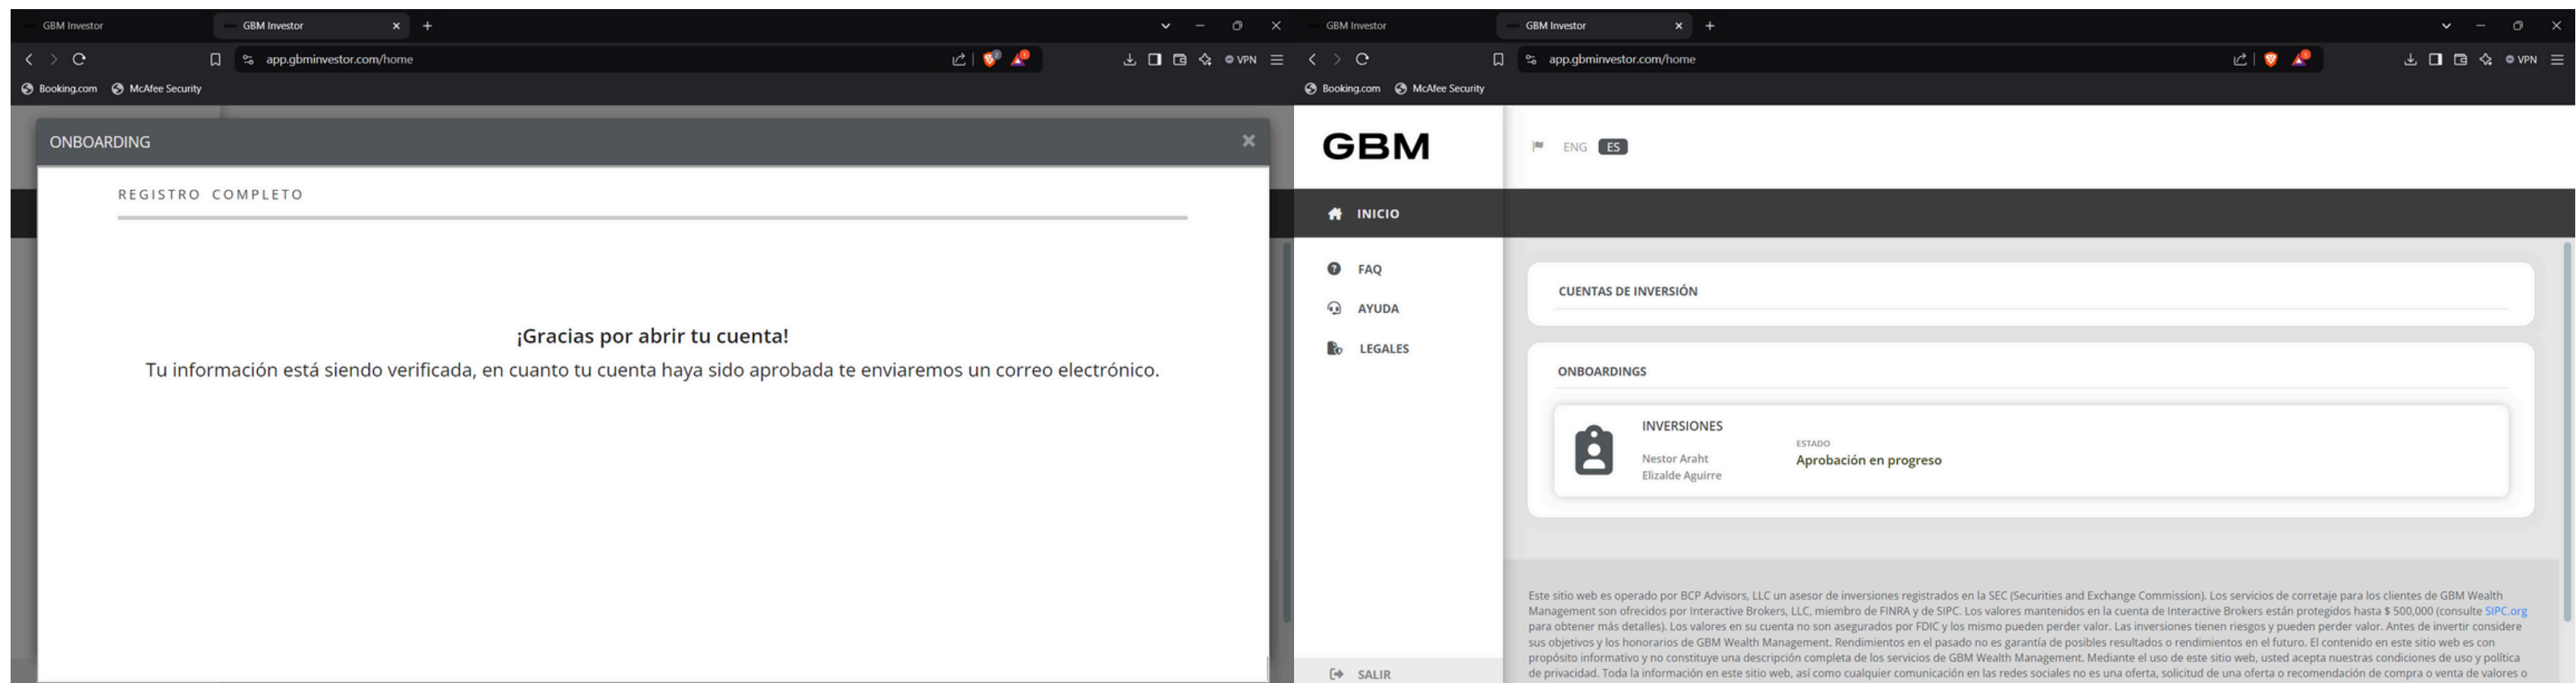 GBM Investor
GBM Investor
app.gbminvestor.com/home
VPN
Booking.com
McAfee Security
ONBOARDING
REGISTRO COMPLETO
¡Gracias por abrir tu cuenta!
Tu información está siendo verificada, en cuanto tu cuenta haya sido aprobada te enviaremos un correo electrónico.
GBM Investor
GBM Investor
app.gbminvestor.com/home
VPN
Booking.com
McAfee Security
GBM
ENG ES
INICIO
FAQ
AYUDA
LEGALES
SALIR
CUENTAS DE INVERSIÓN
ONBOARDINGS
INVERSIONES
Nestor Araht
Elizalde Aguirre
ESTADO
Aprobación en progreso
Este sitio web es operado por BCP Advisors, LLC un asesor de inversiones registrados en la SEC (Securities and Exchange Commission). Los servicios de corretaje para los clientes de GBM Wealth
Management son ofrecidos por Interactive Brokers, LLC, miembro de FINRA y de SIPC. Los valores mantenidos en la cuenta de Interactive Brokers están protegidos hasta $ 500,000 (consulte SIPC.org
para obtener más detalles). Los valores en su cuenta no son asegurados por FDIC y los mismo pueden perder valor. Las inversiones tienen riesgos y pueden perder valor. Antes de invertir considere
sus objetivos y los honorarios de GBM Wealth Management. Rendimientos en el pasado no es garantía de posibles resultados o rendimientos en el futuro. El contenido en este sitio web es con
propósito informativo y no constituye una descripción completa de los servicios de GBM Wealth Management. Mediante el uso de este sitio web, usted acepta nuestras condiciones de uso y política
de privacidad. Toda la información en este sitio web, así como cualquier comunicación en las redes sociales no es una oferta, solicitud de una oferta o recomendación de compra o venta de valores o